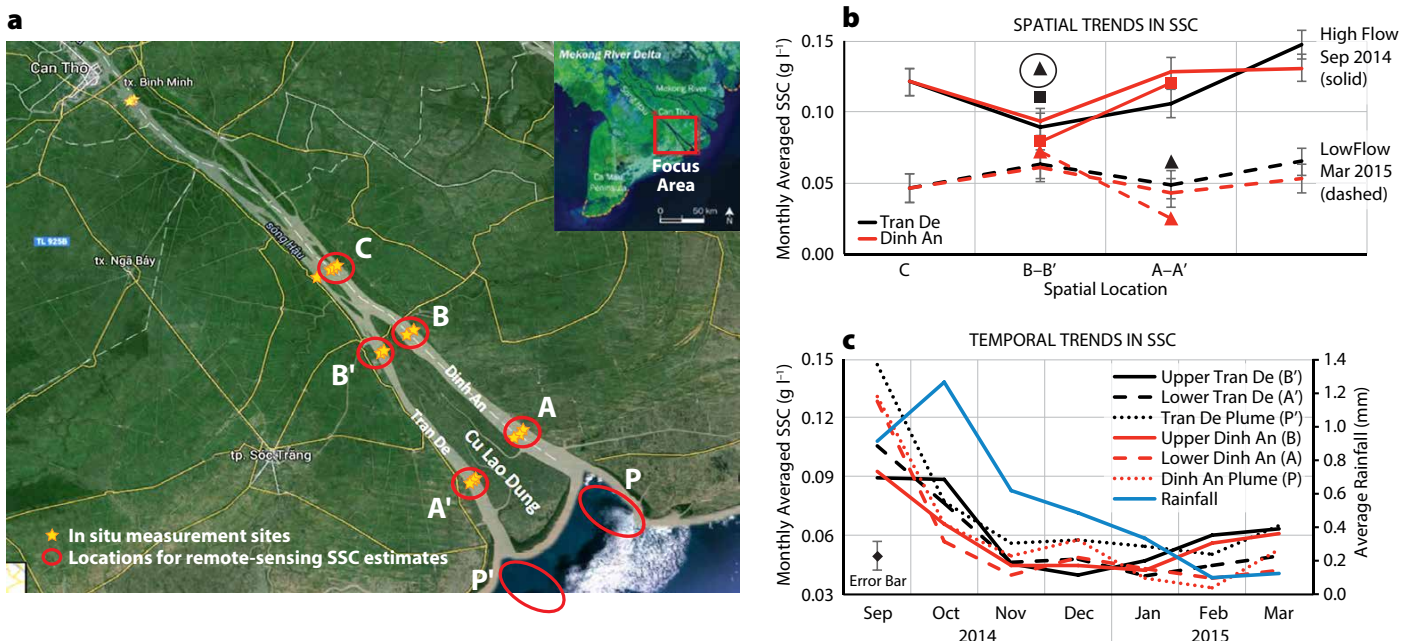 a
Can Tho
tx. Bình Minh
Mekong River Delta
Mekong River
Can Tho
Focus
Area
Ca Mau
Peninsula
0 50 km
N
TL 925B
sông Hậu
tx. Ngã Bảy
C
B
B'
Dinh An
Tran De
A
Cu Lao Dung
tp. Sóc Trăng
A'
P
P'
In situ measurement sites
Locations for remote-sensing SSC estimates
b
SPATIAL TRENDS IN SSC
Monthly Averaged SSC (g l⁻¹)
0.15
0.10
0.05
0.00
High Flow
Sep 2014
(solid)
LowFlow
Mar 2015
(dashed)
Tran De
Dinh An
C B–B' A–A'
Spatial Location
c
TEMPORAL TRENDS IN SSC
Monthly Averaged SSC (g l⁻¹)
0.15
0.12
0.09
0.06
0.03
Upper Tran De (B')
Lower Tran De (A')
Tran De Plume (P')
Upper Dinh An (B)
Lower Dinh An (A)
Dinh An Plume (P)
Rainfall
Error Bar
1.4
1.2
1.0
0.8
0.6
0.4
0.2
0.0
Average Rainfall (mm)
Sep Oct Nov Dec Jan Feb Mar
2014 2015